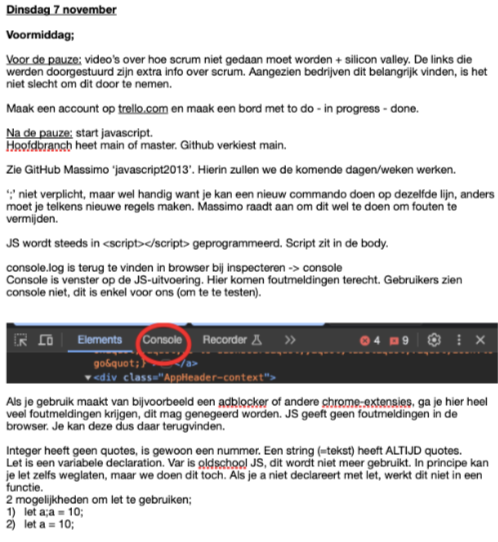 Dinsdag 7 november
Voormiddag;
Voor de pauze: video's over hoe scrum niet gedaan moet worden + silicon valley. De links die
werden doorgestuurd zijn extra info over scrum. Aangezien bedrijven dit belangrijk vinden, is het
niet slecht om dit door te nemen.
Maak een account op trello.com en maak een bord met to do - in progress - done.
Na de pauze: start javascript.
Hoofdbranch heet main of master. Github verkiest main.
Zie GitHub Massimo 'javascript2013'. Hierin zullen we de komende dagen/weken werken.
';' niet verplicht, maar wel handig want je kan een nieuw commando doen op dezelfde lijn, anders
moet je telkens nieuwe regels maken. Massimo raadt aan om dit wel te doen om fouten te
vermijden.
JS wordt steeds in <script></script> geprogrammeerd. Script zit in de body.
console.log is terug te vinden in browser bij inspecteren -> console
Console is venster op de JS-uitvoering. Hier komen foutmeldingen terecht. Gebruikers zien
console niet, dit is enkel voor ons (om te te testen).
Elements Console Recorder 4 9
go&quot;} </a>
<div class="AppHeader-context">
Als je gebruik maakt van bijvoorbeeld een adblocker of andere chrome-extensies, ga je hier heel
veel foutmeldingen krijgen, dit mag genegeerd worden. JS geeft geen foutmeldingen in de
browser. Je kan deze dus daar terugvinden.
Integer heeft geen quotes, is gewoon een nummer. Een string (=tekst) heeft ALTIJD quotes.
Let is een variabele declaration. Var is oldschool JS, dit wordt niet meer gebruikt. In principe kan
je let zelfs weglaten, maar we doen dit toch. Als je a niet declareert met let, werkt dit niet in een
functie.
2 mogelijkheden om let te gebruiken;
1) let a;a = 10;
2) let a = 10;